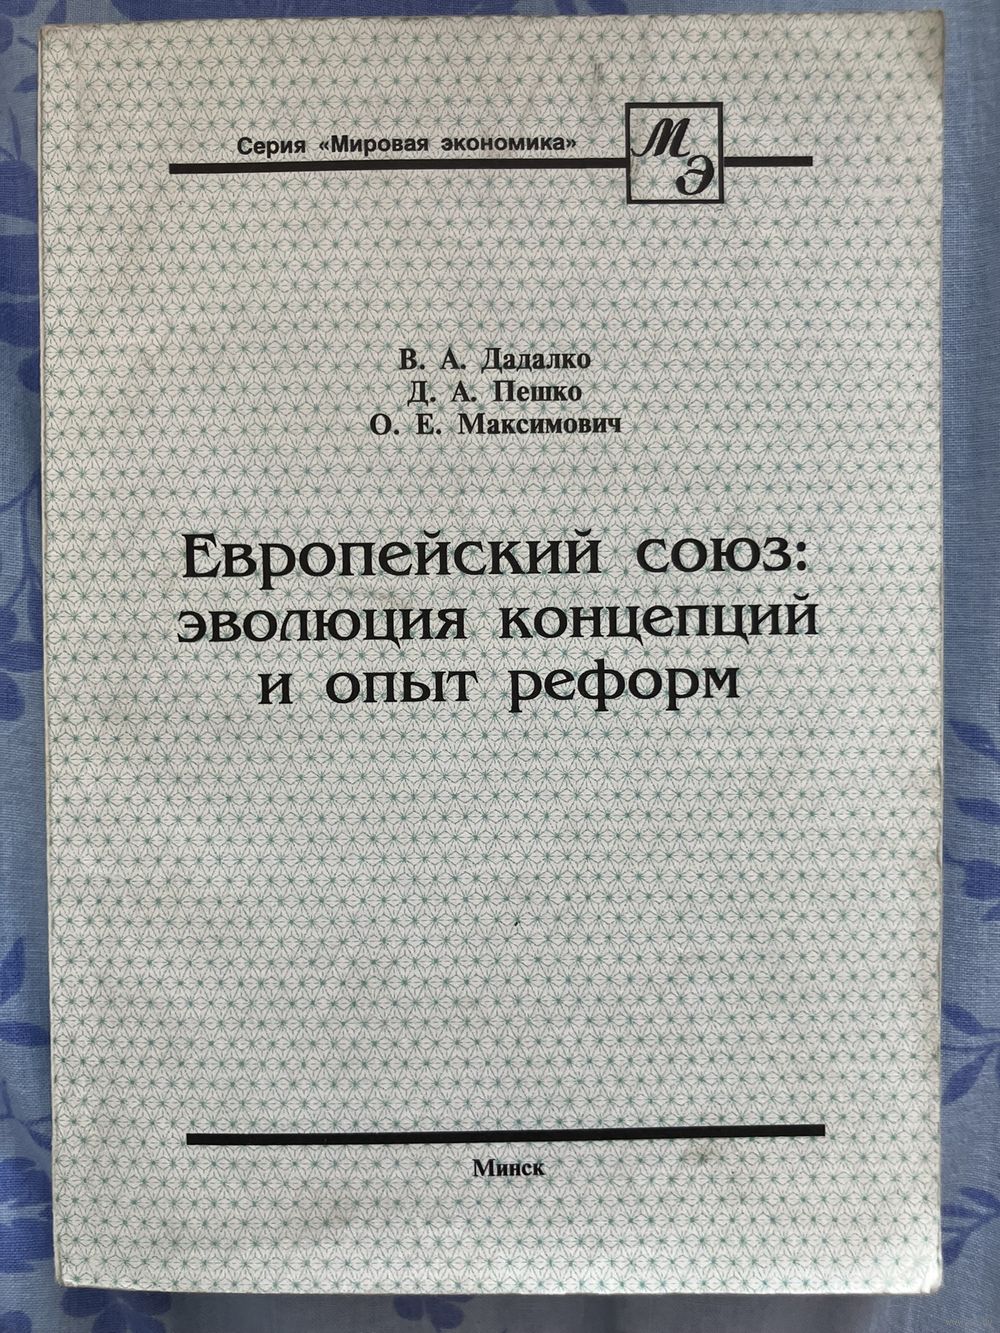 Серия «Мировая экономика»
МЭ
В. А. Дадалко
Д. А. Пешко
О. Е. Максимович
Европейский союз:
эволюция концепций
и опыт реформ
Минск